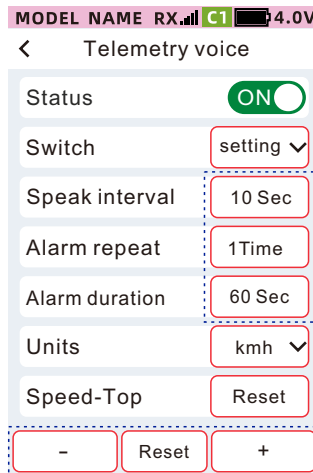 MODEL NAME RX C1 4.0V
< Telemetry voice
Status ON
Switch setting
Speak interval 10 Sec
Alarm repeat 1Time
Alarm duration 60 Sec
Units kmh
Speed-Top Reset
- Reset +